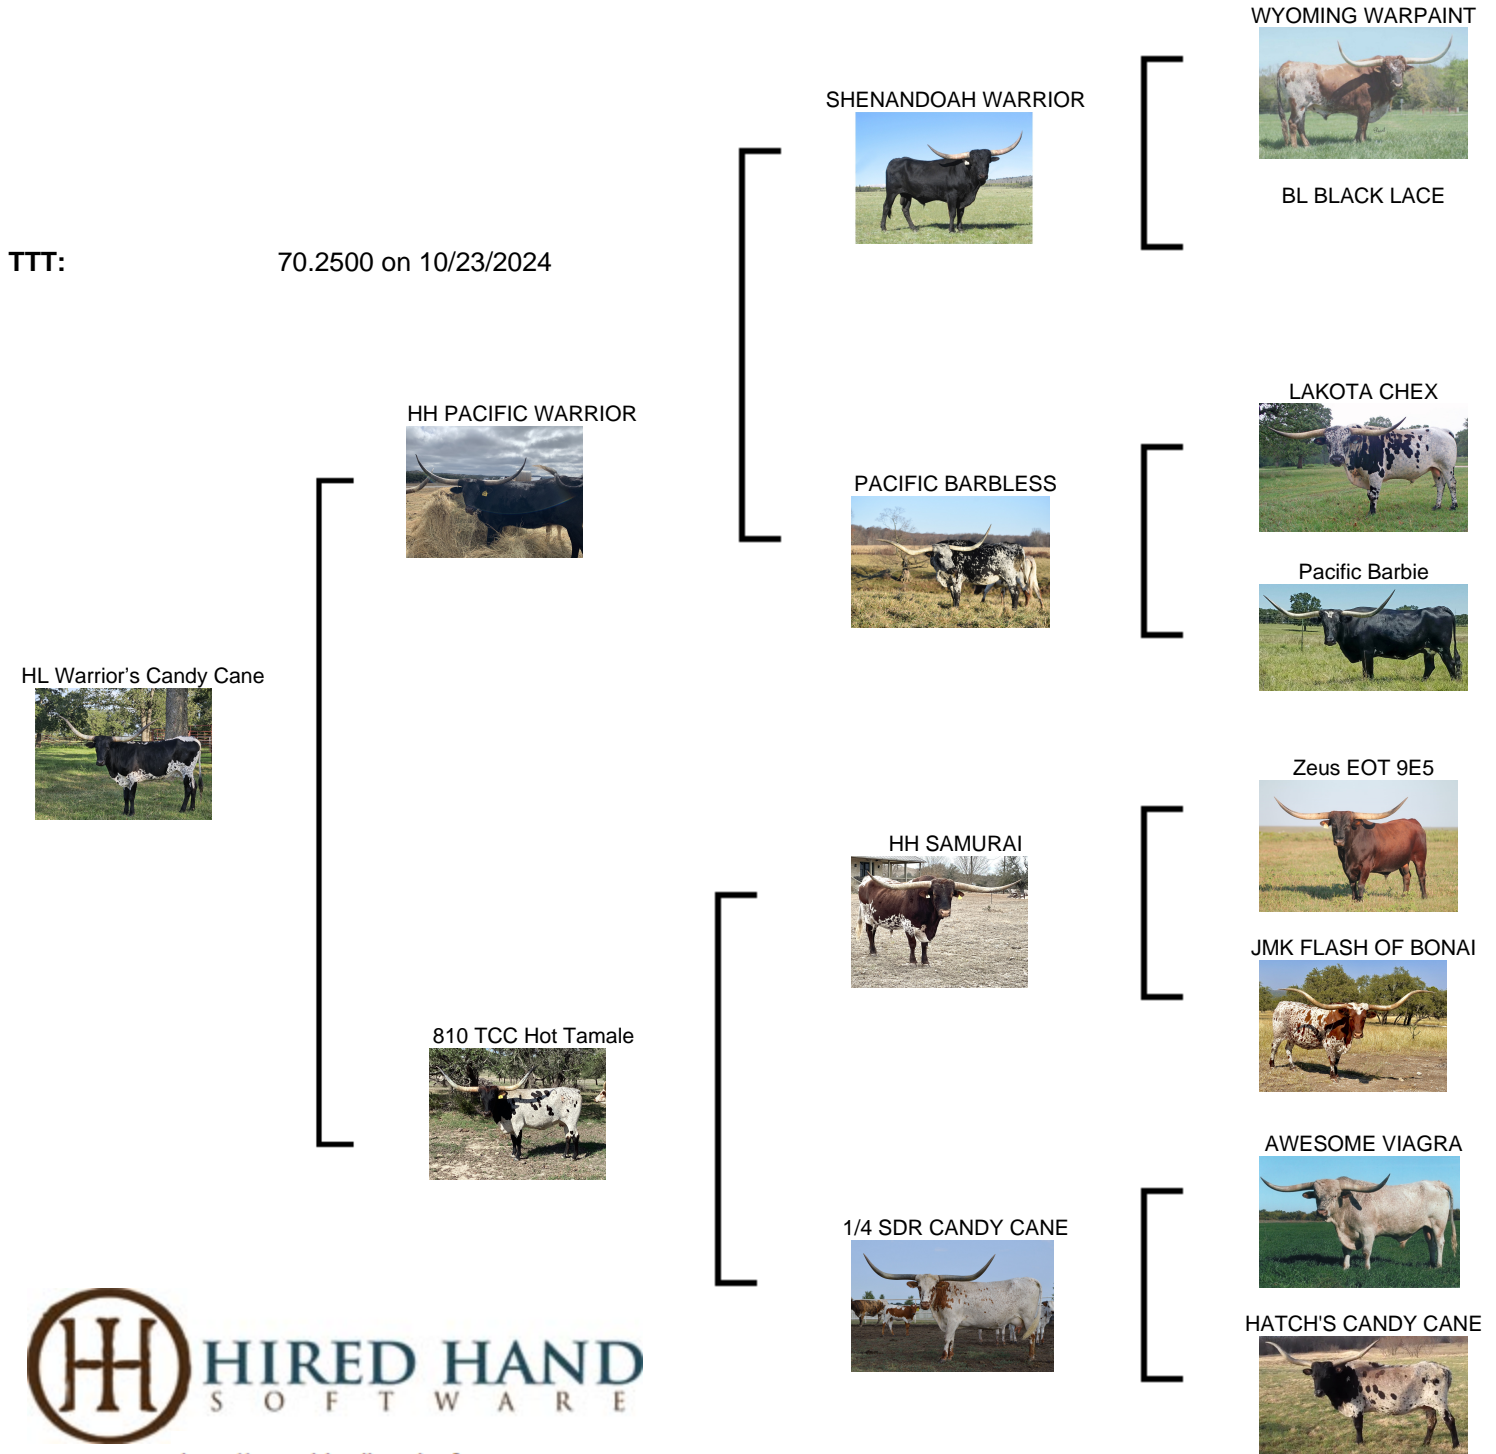 WYOMING WARPAINT
SHENANDOAH WARRIOR
BL BLACK LACE
TTT: 70.2500 on 10/23/2024
LAKOTA CHEX
HH PACIFIC WARRIOR
PACIFIC BARBLESS
Pacific Barbie
HL Warrior’s Candy Cane
Zeus EOT 9E5
HH SAMURAI
JMK FLASH OF BONAI
810 TCC Hot Tamale
AWESOME VIAGRA
1/4 SDR CANDY CANE
HATCH'S CANDY CANE
HIRED HAND
SOFTWARE